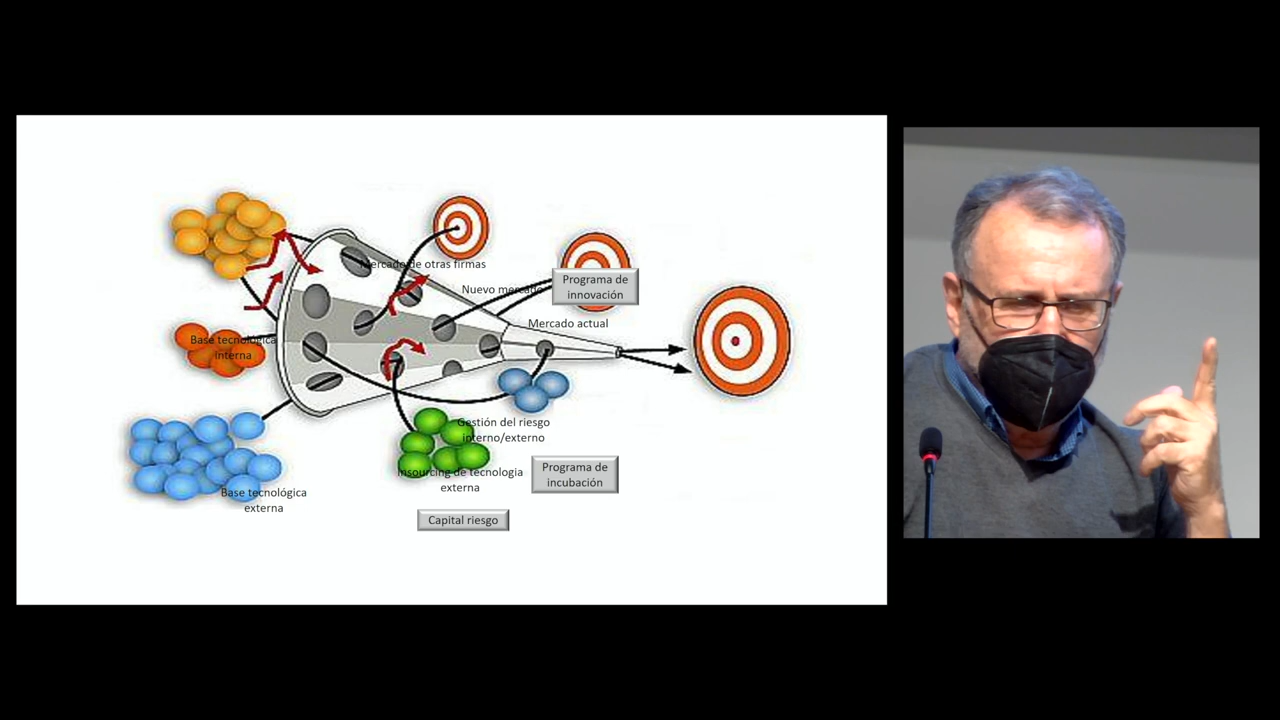 Mercado de otras firmas
Programa de
innovación
Nuevo mercado
Mercado actual
Base tecnológica
interna
Gestión del riesgo
interno/externo
Insourcing de tecnologia
externa
Programa de
incubación
Base tecnológica
externa
Capital riesgo